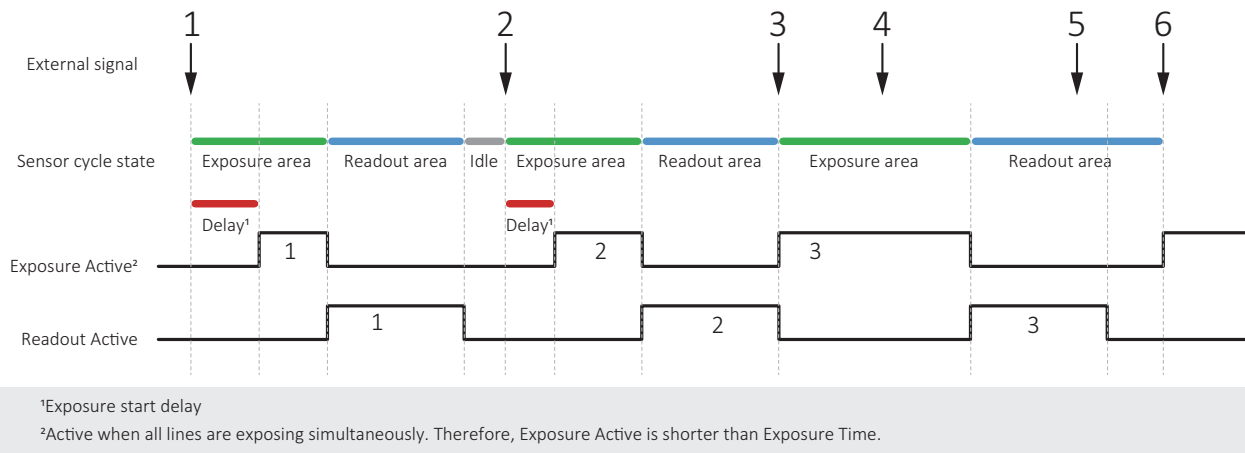 1 2 3 4 5 6
External signal
Sensor cycle state Exposure area Readout area Idle Exposure area Readout area Exposure area Readout area
Delay¹ Delay¹
Exposure Active² 1 2 3
Readout Active 1 2 3
¹Exposure start delay
²Active when all lines are exposing simultaneously. Therefore, Exposure Active is shorter than Exposure Time.